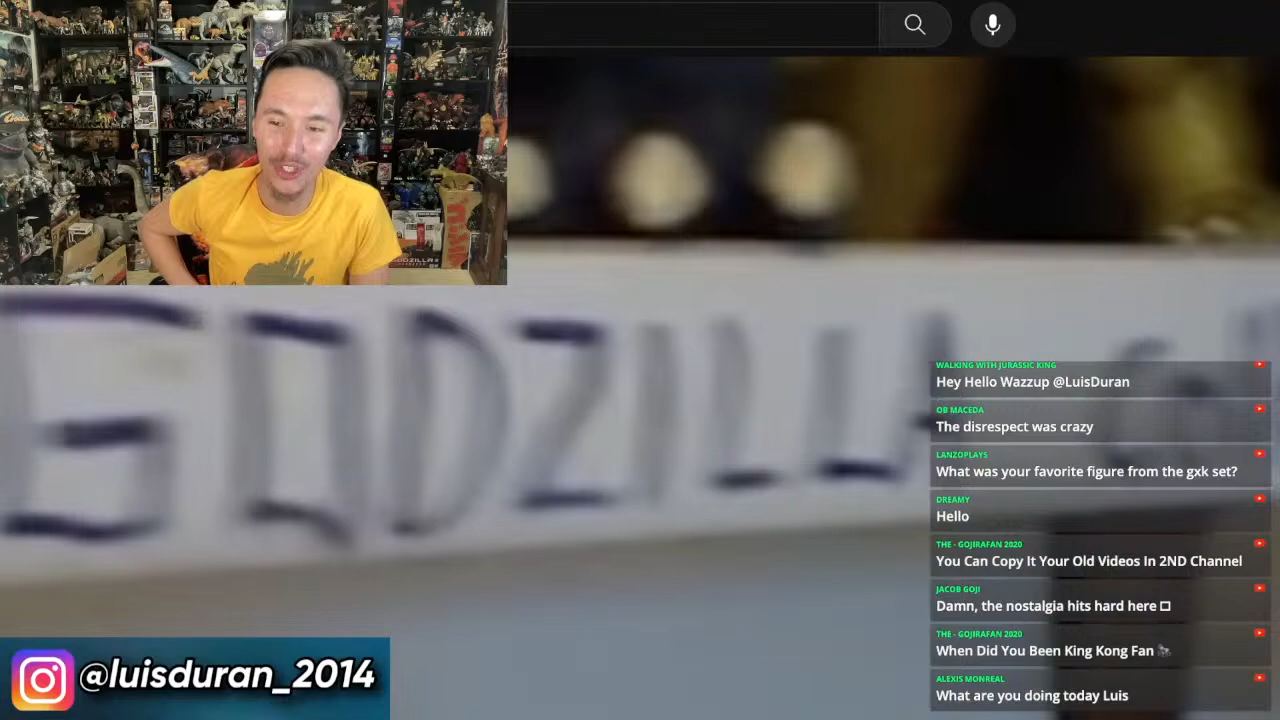 GODZILLA
WALKING WITH JURASSIC KING
Hey Hello Wazzup @LuisDuran
OB MACEDA
The disrespect was crazy
LANZOPLAYS
What was your favorite figure from the gxk set?
DREAMY
Hello
THE - GOJIRAFAN 2020
You Can Copy It Your Old Videos In 2ND Channel
JACOB GOJI
Damn, the nostalgia hits hard here
THE - GOJIRAFAN 2020
When Did You Been King Kong Fan
ALEXIS MONREAL
What are you doing today Luis
@luisduran_2014